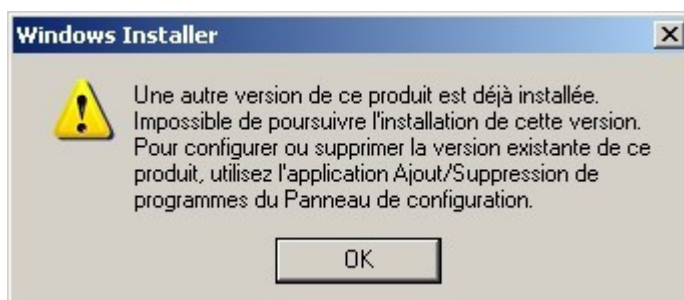 Windows Installer
Une autre version de ce produit est déjà installée.
Impossible de poursuivre l'installation de cette version.
Pour configurer ou supprimer la version existante de ce
produit, utilisez l'application Ajout/Suppression de
programmes du Panneau de configuration.
OK